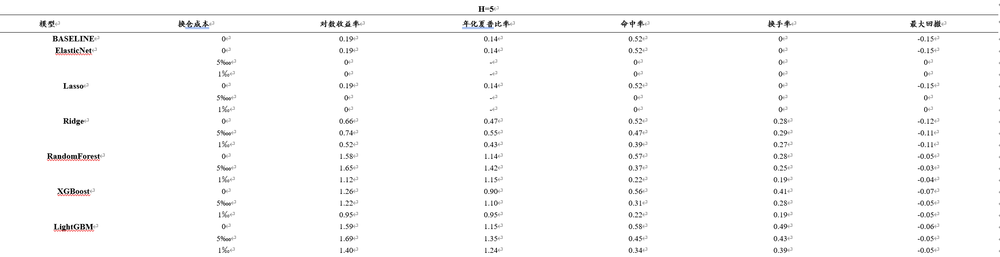 H=5
模型 换仓成本 对数收益率 年化夏普比率 命中率 换手率 最大回撤
BASELINE 0 0.19 0.14 0.52 0 -0.15
ElasticNet 0 0.19 0.14 0.52 0 -0.15
5‱ 0 - 0 0 0
1‰ 0 - 0 0 0
Lasso 0 0.19 0.14 0.52 0 -0.15
5‱ 0 - 0 0 0
1‰ 0 - 0 0 0
Ridge 0 0.66 0.47 0.52 0.28 -0.12
5‱ 0.74 0.55 0.47 0.29 -0.11
1‰ 0.52 0.43 0.39 0.27 -0.11
RandomForest 0 1.58 1.14 0.57 0.28 -0.05
5‱ 1.65 1.42 0.37 0.25 -0.03
1‰ 1.12 1.15 0.22 0.19 -0.04
XGBoost 0 1.26 0.90 0.56 0.41 -0.07
5‱ 1.22 1.10 0.31 0.28 -0.05
1‰ 0.95 0.95 0.22 0.19 -0.05
LightGBM 0 1.59 1.15 0.58 0.49 -0.06
5‱ 1.69 1.35 0.45 0.43 -0.05
1‰ 1.40 1.24 0.34 0.39 -0.05